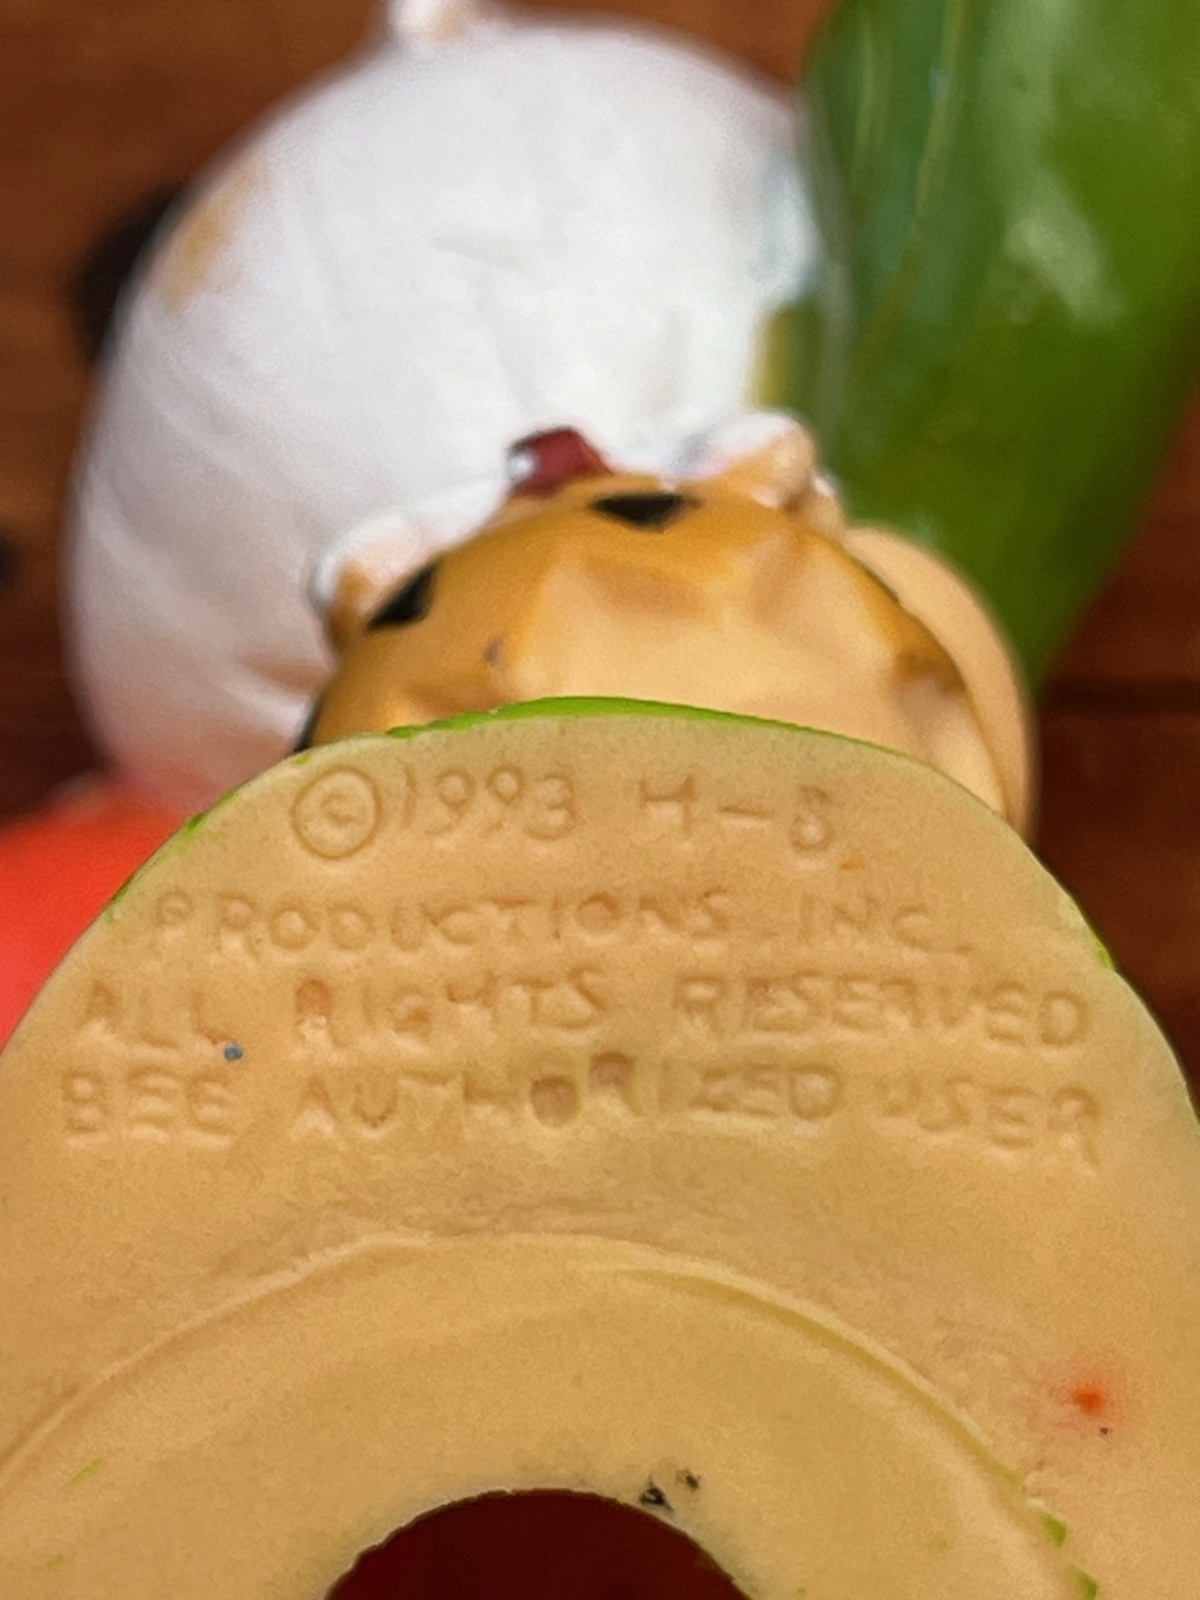 ©1993 H-B
PRODUCTIONS, INC.
ALL RIGHTS RESERVED
BEE AUTHORIZED USER